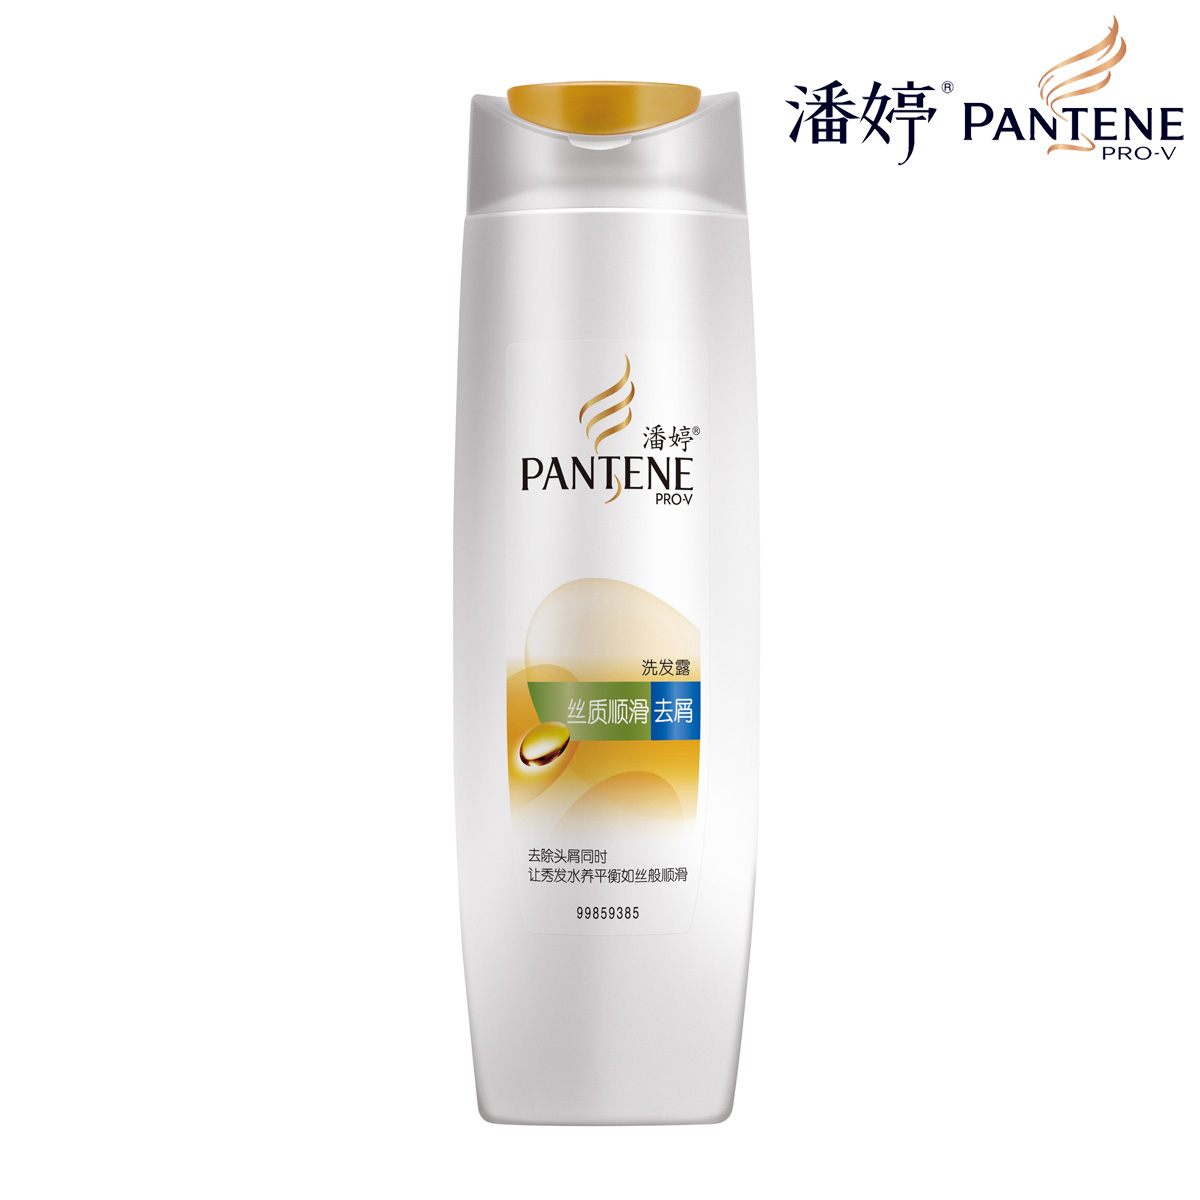 潘婷® PANTENE
PRO-V
潘婷®
PANTENE
PRO-V
洗发露
丝质顺滑 去屑
去除头屑同时
让秀发水养平衡如丝般顺滑
99859385